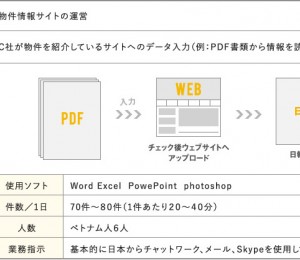 物件情報サイトの運営
C社が物件を紹介しているサイトへのデータ入力(例:PDF書類から情報を読
PDF
入力
WEB
チェック後ウェブサイトへ
アップロード
日
日報
使用ソフト Word Excel PowePoint photoshop
件数／1日 70件〜80件(1件あたり20〜40分)
人数 ベトナム人6人
業務指示 基本的に日本からチャットワーク、メール、Skypeを使用し